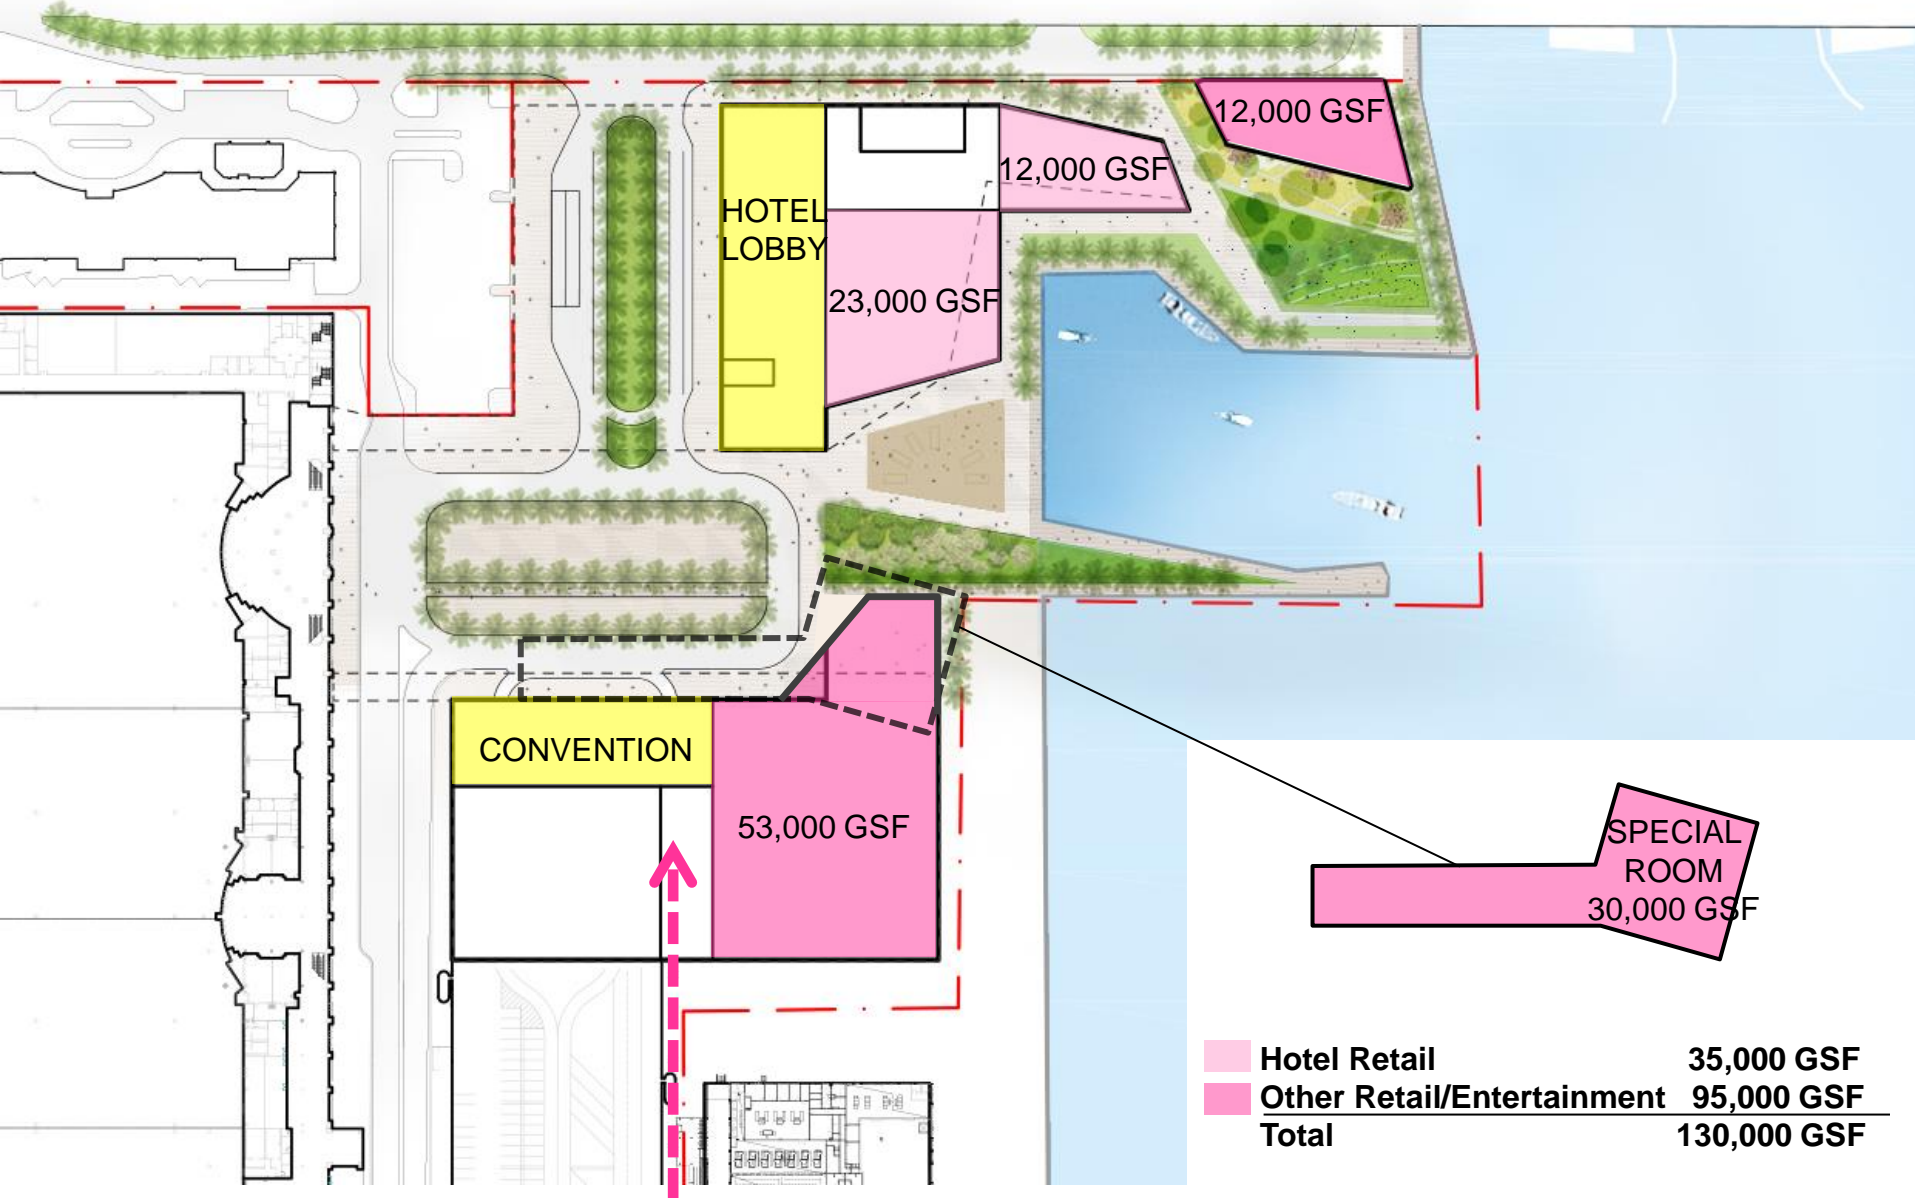 12,000 GSF
12,000 GSF
HOTEL
LOBBY
23,000 GSF
CONVENTION
53,000 GSF
SPECIAL
ROOM
30,000 GSF
Hotel Retail 35,000 GSF
Other Retail/Entertainment 95,000 GSF
Total 130,000 GSF